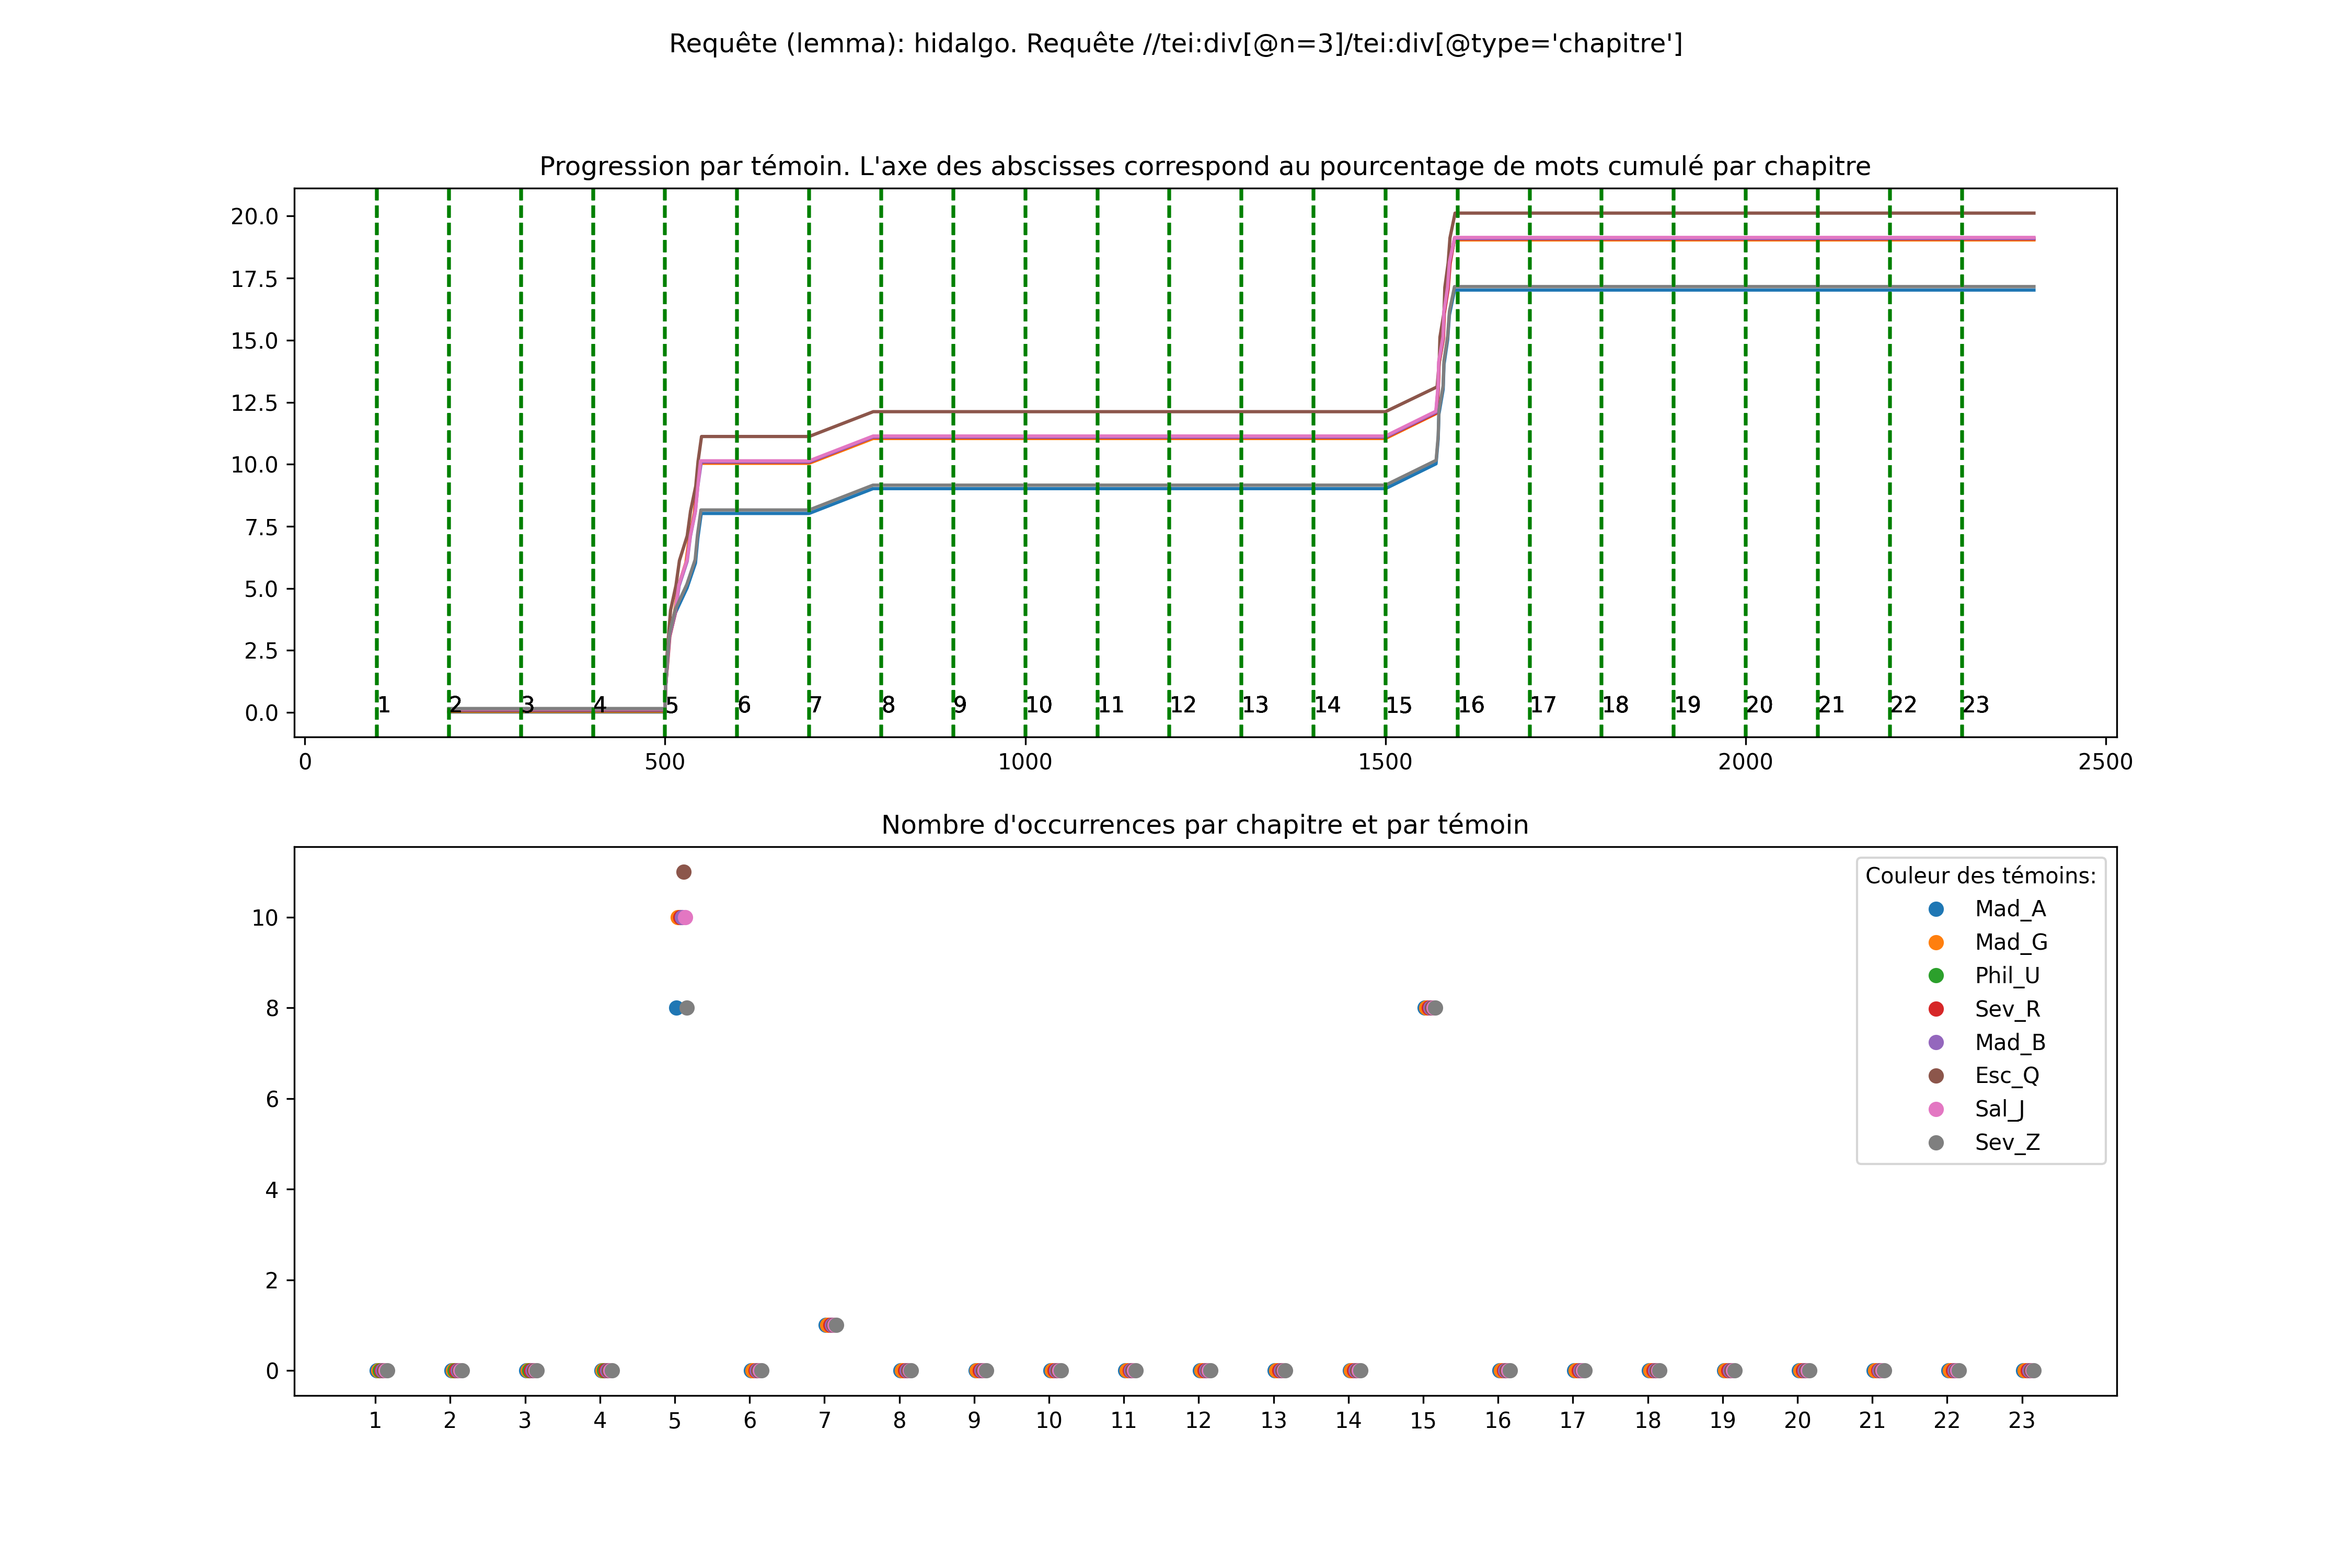 Requête (lemma): hidalgo. Requête //tei:div[@n=3]/tei:div[@type='chapitre']
Progression par témoin. L'axe des abscisses correspond au pourcentage de mots cumulé par chapitre
20.0
17.5
15.0
12.5
10.0
7.5
5.0
2.5
0.0
1 2 3 4 5 6 7 8 9 10 11 12 13 14 15 16 17 18 19 20 21 22 23
0 500 1000 1500 2000 2500
Nombre d'occurrences par chapitre et par témoin
10
8
6
4
2
0
Couleur des témoins:
Mad_A
Mad_G
Phil_U
Sev_R
Mad_B
Esc_Q
Sal_J
Sev_Z
1 2 3 4 5 6 7 8 9 10 11 12 13 14 15 16 17 18 19 20 21 22 23